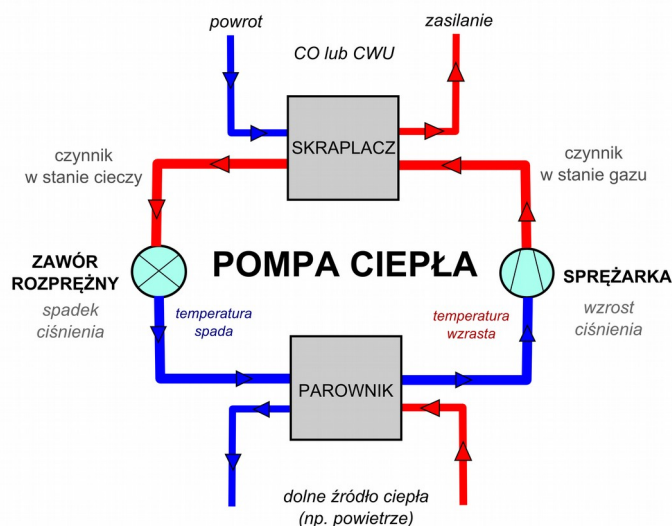 powrot
zasilanie
CO lub CWU
SKRAPLACZ
czynnik
w stanie cieczy
czynnik
w stanie gazu
ZAWÓR
ROZPRĘŻNY
spadek
ciśnienia
POMPA CIEPŁA
SPRĘŻARKA
wzrost
ciśnienia
temperatura
spada
temperatura
wzrasta
PAROWNIK
dolne źródło ciepła
(np. powietrze)